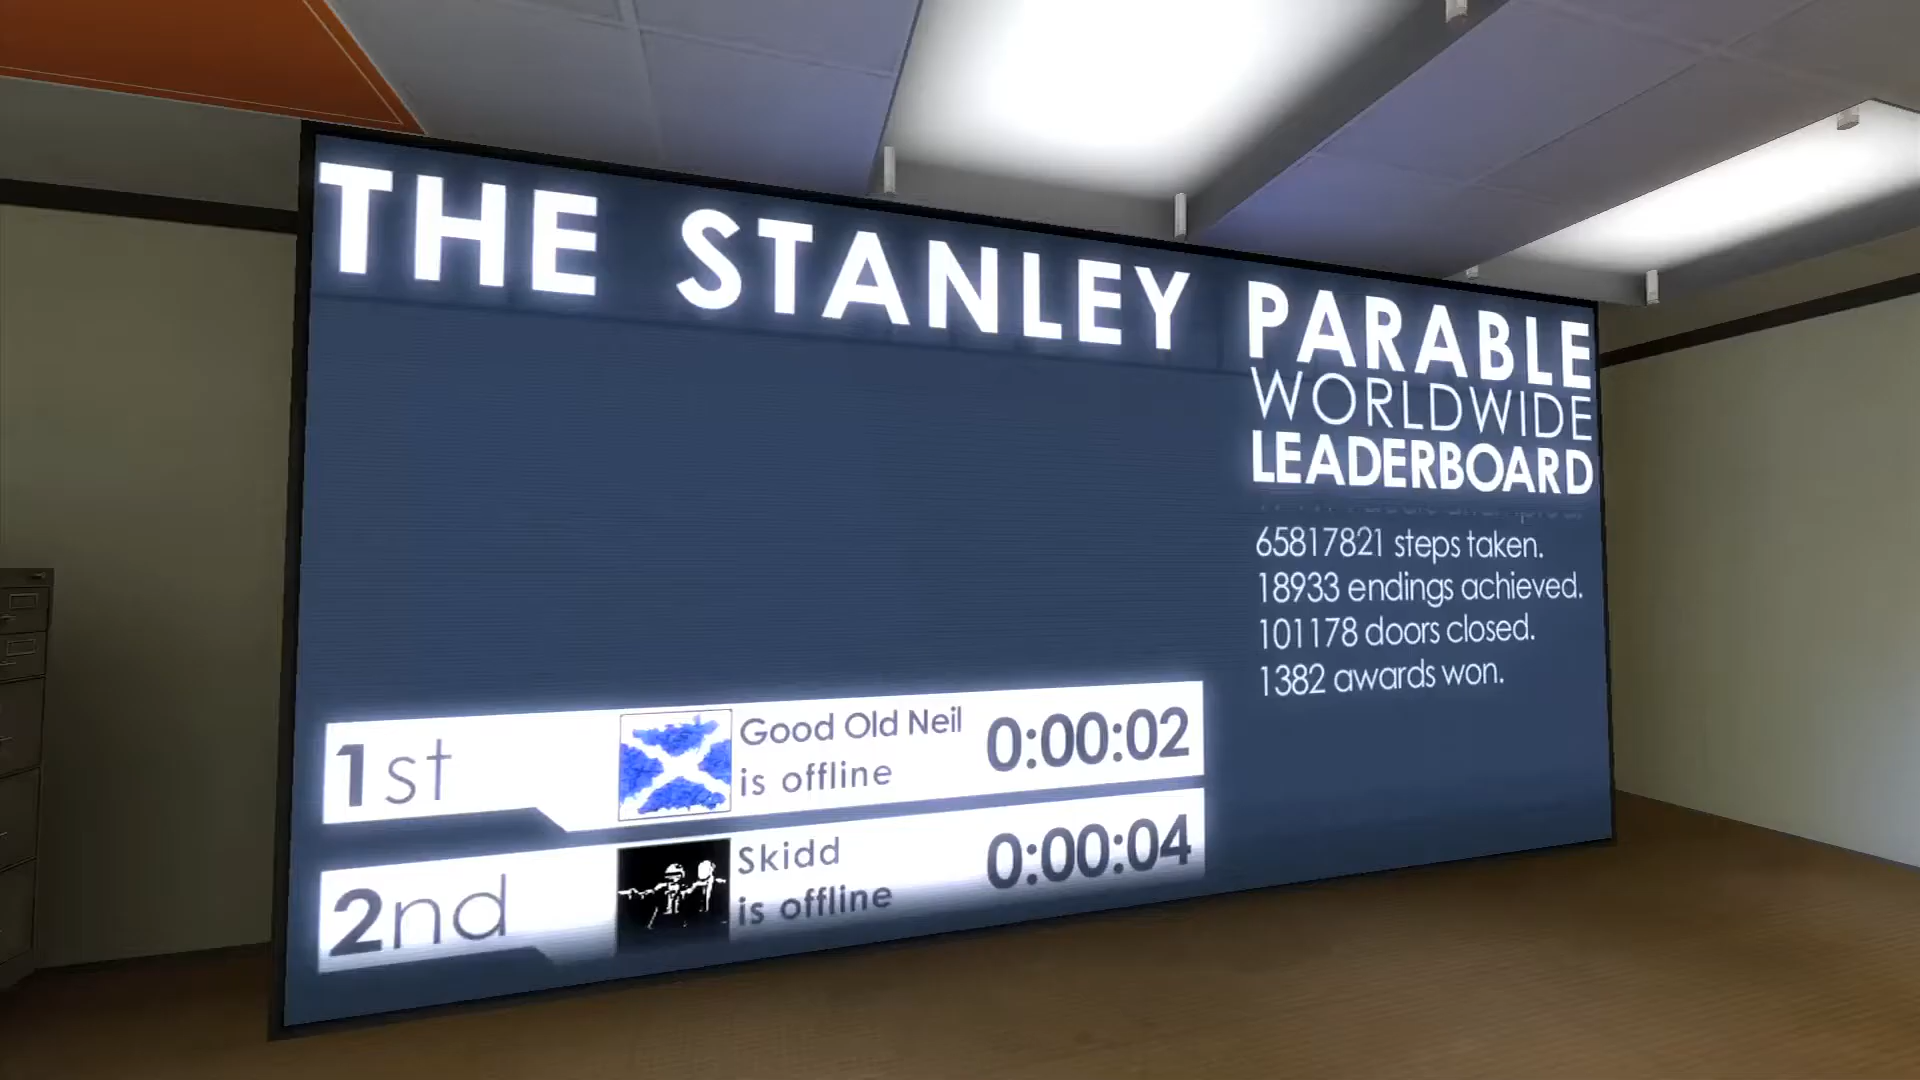 THE STANLEY PARABLE
WORLDWIDE
LEADERBOARD
65817821 steps taken.
18933 endings achieved.
101178 doors closed.
1382 awards won.
1st
Good Old Neil
is offline
0:00:02
2nd
Skidd
is offline
0:00:04